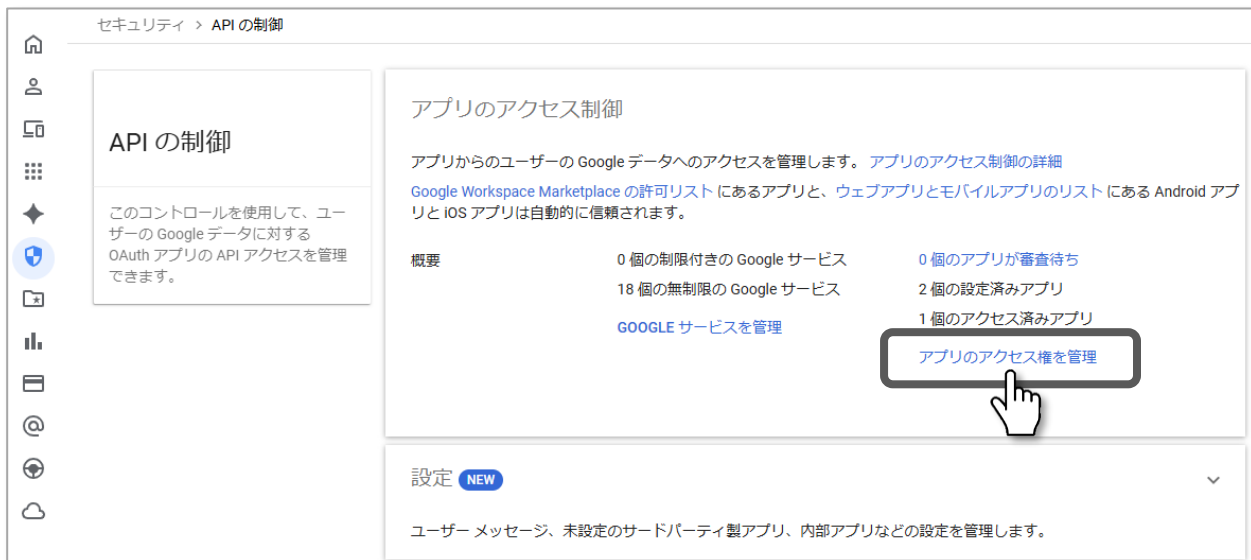 セキュリティ > API の制御
API の制御
このコントロールを使用して、ユー
ザーの Google データに対する
OAuth アプリの API アクセスを管理
できます。
アプリのアクセス制御
アプリからのユーザーの Google データへのアクセスを管理します。 アプリのアクセス制御の詳細
Google Workspace Marketplace の許可リスト にあるアプリと、ウェブアプリとモバイルアプリのリスト にある Android アプ
リと iOS アプリは自動的に信頼されます。
概要
0 個の制限付きの Google サービス
18 個の無制限の Google サービス
GOOGLE サービスを管理
0 個のアプリが審査待ち
2 個の設定済みアプリ
1 個のアクセス済みアプリ
アプリのアクセス権を管理
設定 NEW
ユーザー メッセージ、未設定のサードパーティ製アプリ、内部アプリなどの設定を管理します。